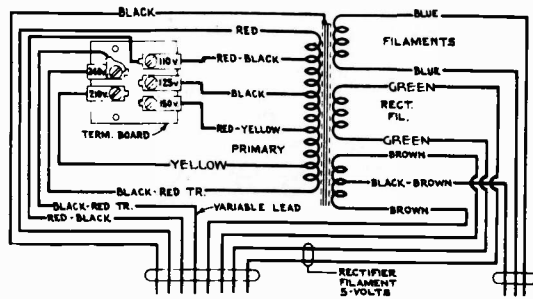 BLACK
BLUE
RED
RED-BLACK
FILAMENTS
110V
240V
125V
BLACK
BLUE
210V
150V
GREEN
RECT.
FIL.
RED-YELLOW
TERM. BOARD
PRIMARY
GREEN
YELLOW
BROWN
BLACK-RED TR.
BLACK-BROWN
BLACK-RED TR.
VARIABLE LEAD
BROWN
RED-BLACK
RECTIFIER
FILAMENT
5-VOLTS